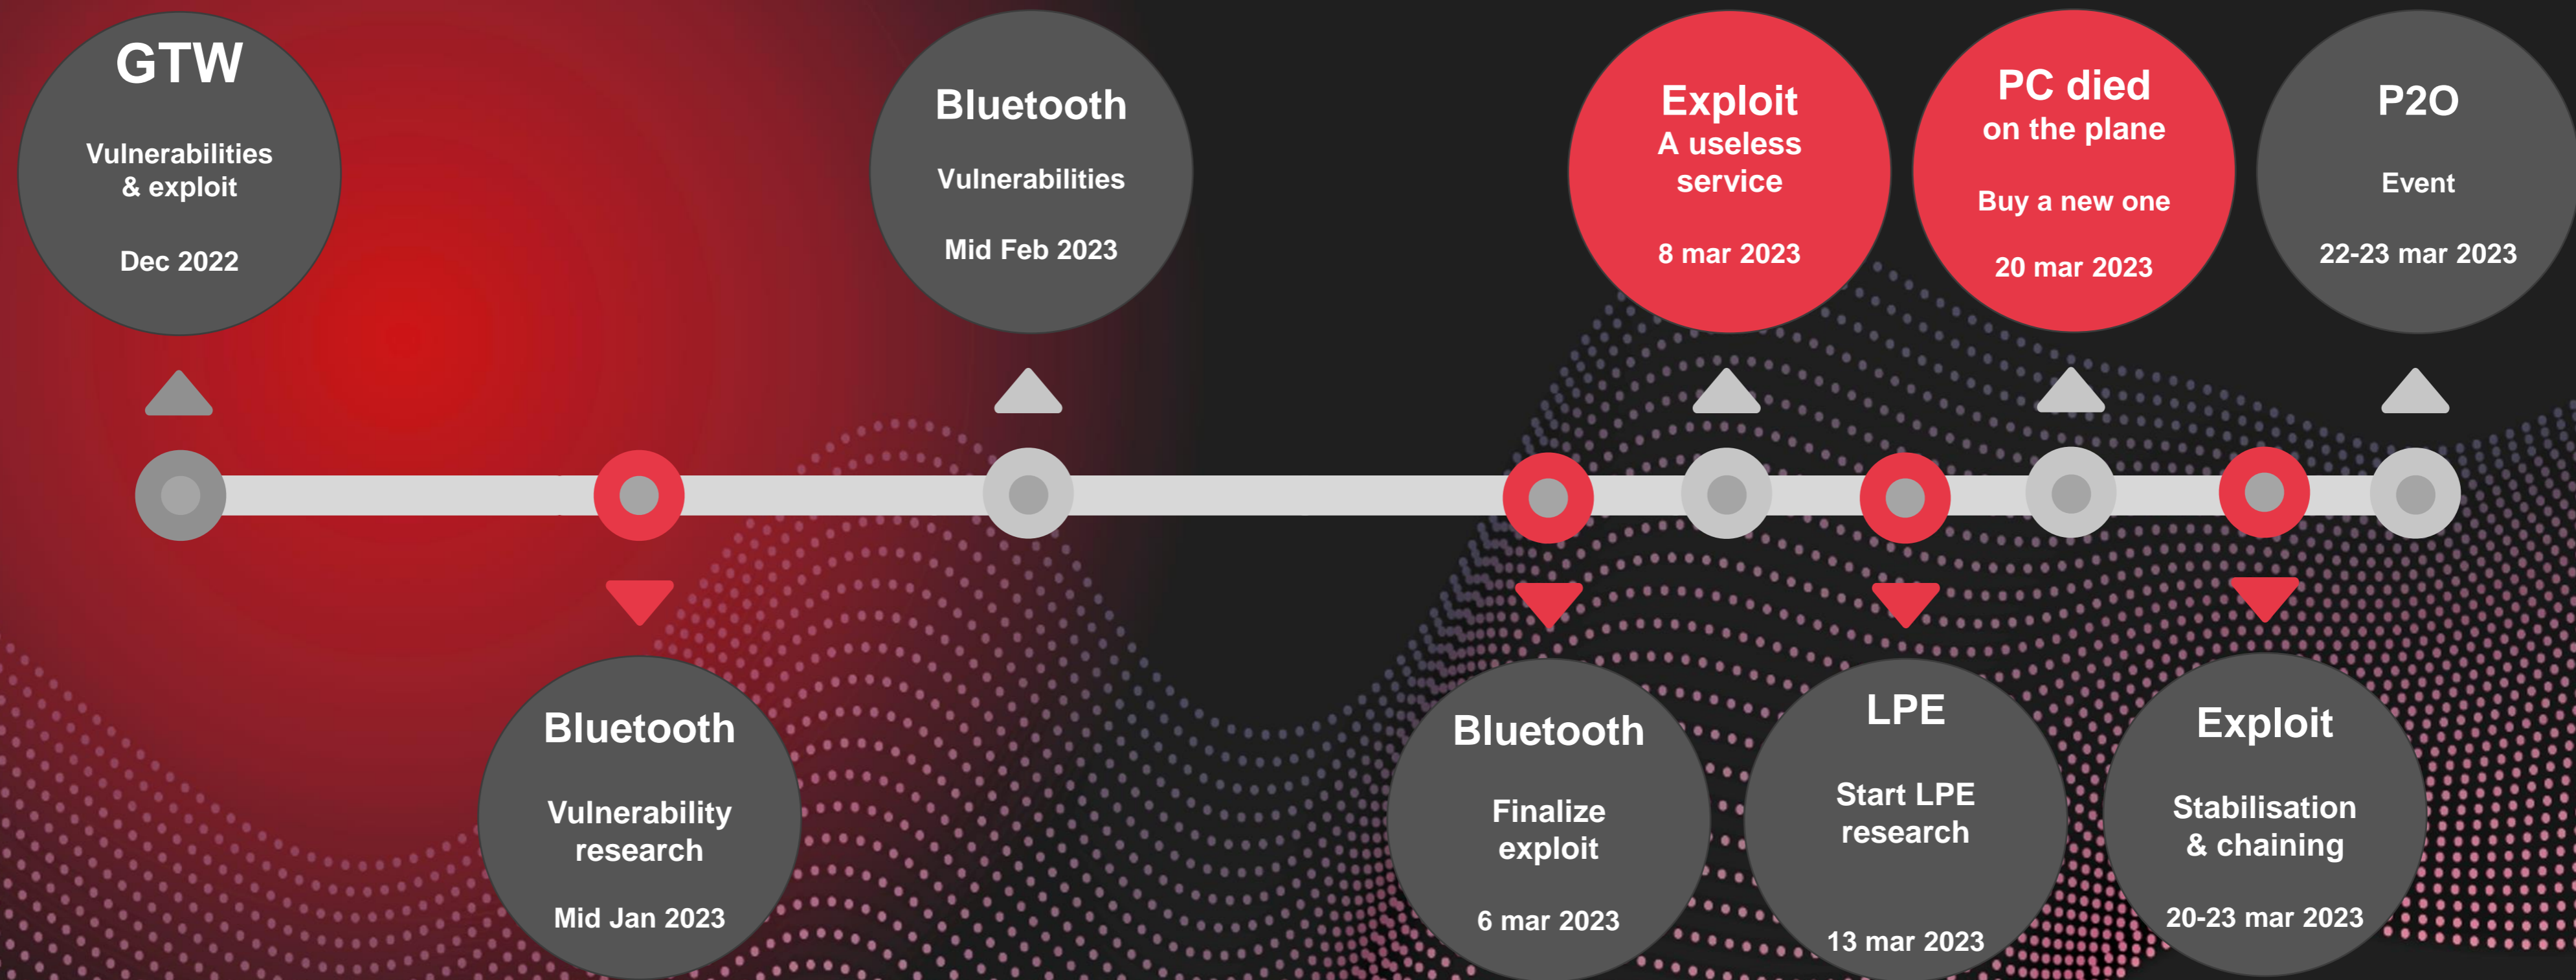 GTW
Vulnerabilities
& exploit
Dec 2022
Bluetooth
Vulnerability
research
Mid Jan 2023
Bluetooth
Vulnerabilities
Mid Feb 2023
Bluetooth
Finalize
exploit
6 mar 2023
Exploit
A useless
service
8 mar 2023
LPE
Start LPE
research
13 mar 2023
PC died
on the plane
Buy a new one
20 mar 2023
Exploit
Stabilisation
& chaining
20-23 mar 2023
P2O
Event
22-23 mar 2023